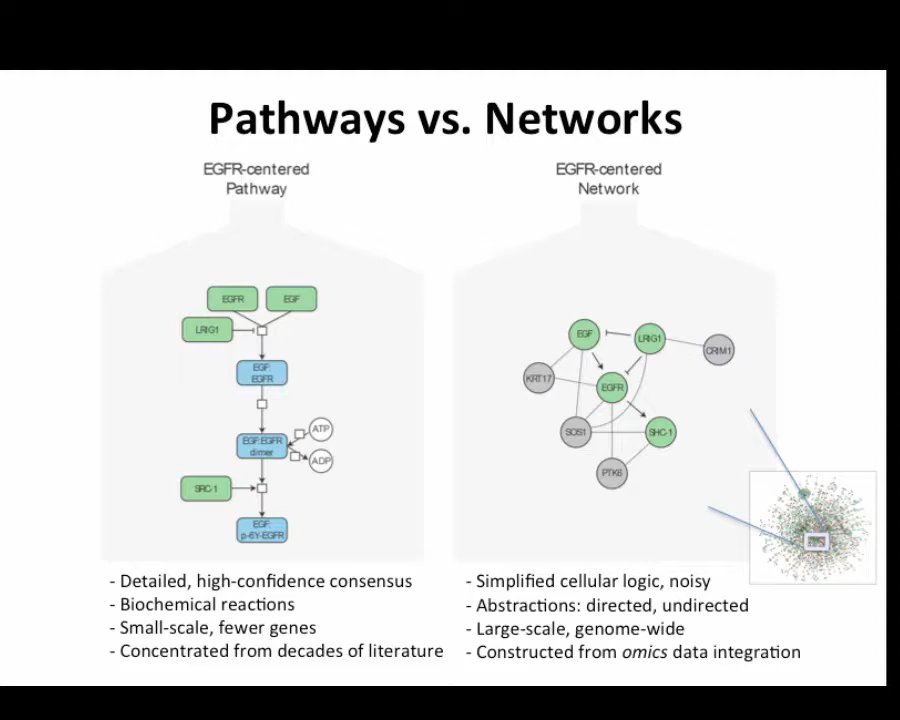 Pathways vs. Networks
EGFR-centered
Pathway
EGFR
EGF
LRIG1
EGF:
EGFR
EGF:EGFR
dimer
ATP
ADP
SRC-1
EGF:
p-6Y-EGFR
- Detailed, high-confidence consensus
- Biochemical reactions
- Small-scale, fewer genes
- Concentrated from decades of literature
EGFR-centered
Network
EGF
LRIG1
CRIM1
KRT17
EGFR
SOS1
SHC-1
PTK6
- Simplified cellular logic, noisy
- Abstractions: directed, undirected
- Large-scale, genome-wide
- Constructed from omics data integration